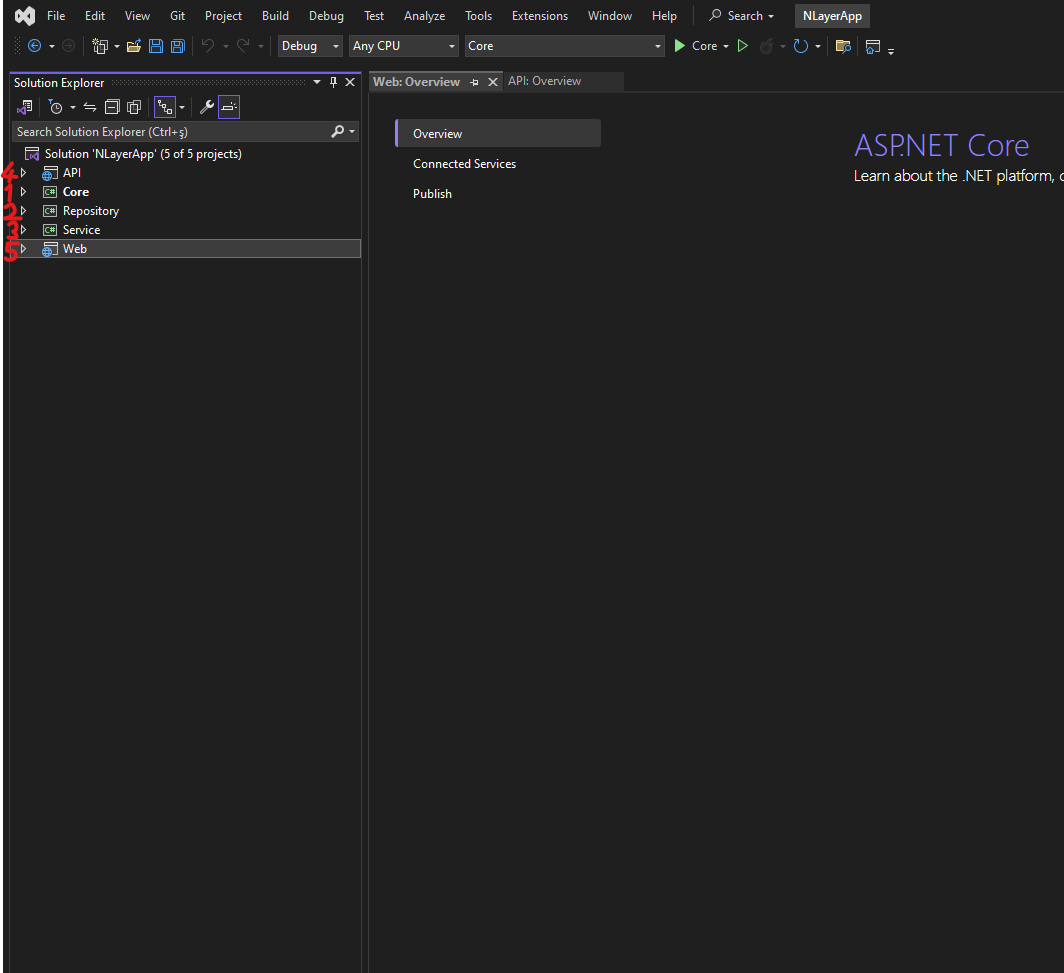 File Edit View Git Project Build Debug Test Analyze Tools Extensions Window Help Search NLayerApp
Debug Any CPU Core Core
Solution Explorer
Search Solution Explorer (Ctrl+ş)
Solution 'NLayerApp' (5 of 5 projects)
4 API
1 Core
2 Repository
3 Service
5 Web
Web: Overview API: Overview
Overview
Connected Services
Publish
ASP.NET Core
Learn about the .NET platform, c